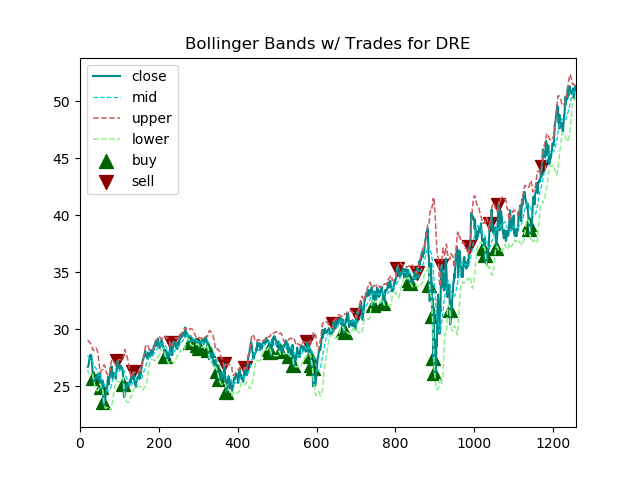 Bollinger Bands w/ Trades for DRE
close
mid
upper
lower
buy
sell
50
45
40
35
30
25
0 200 400 600 800 1000 1200